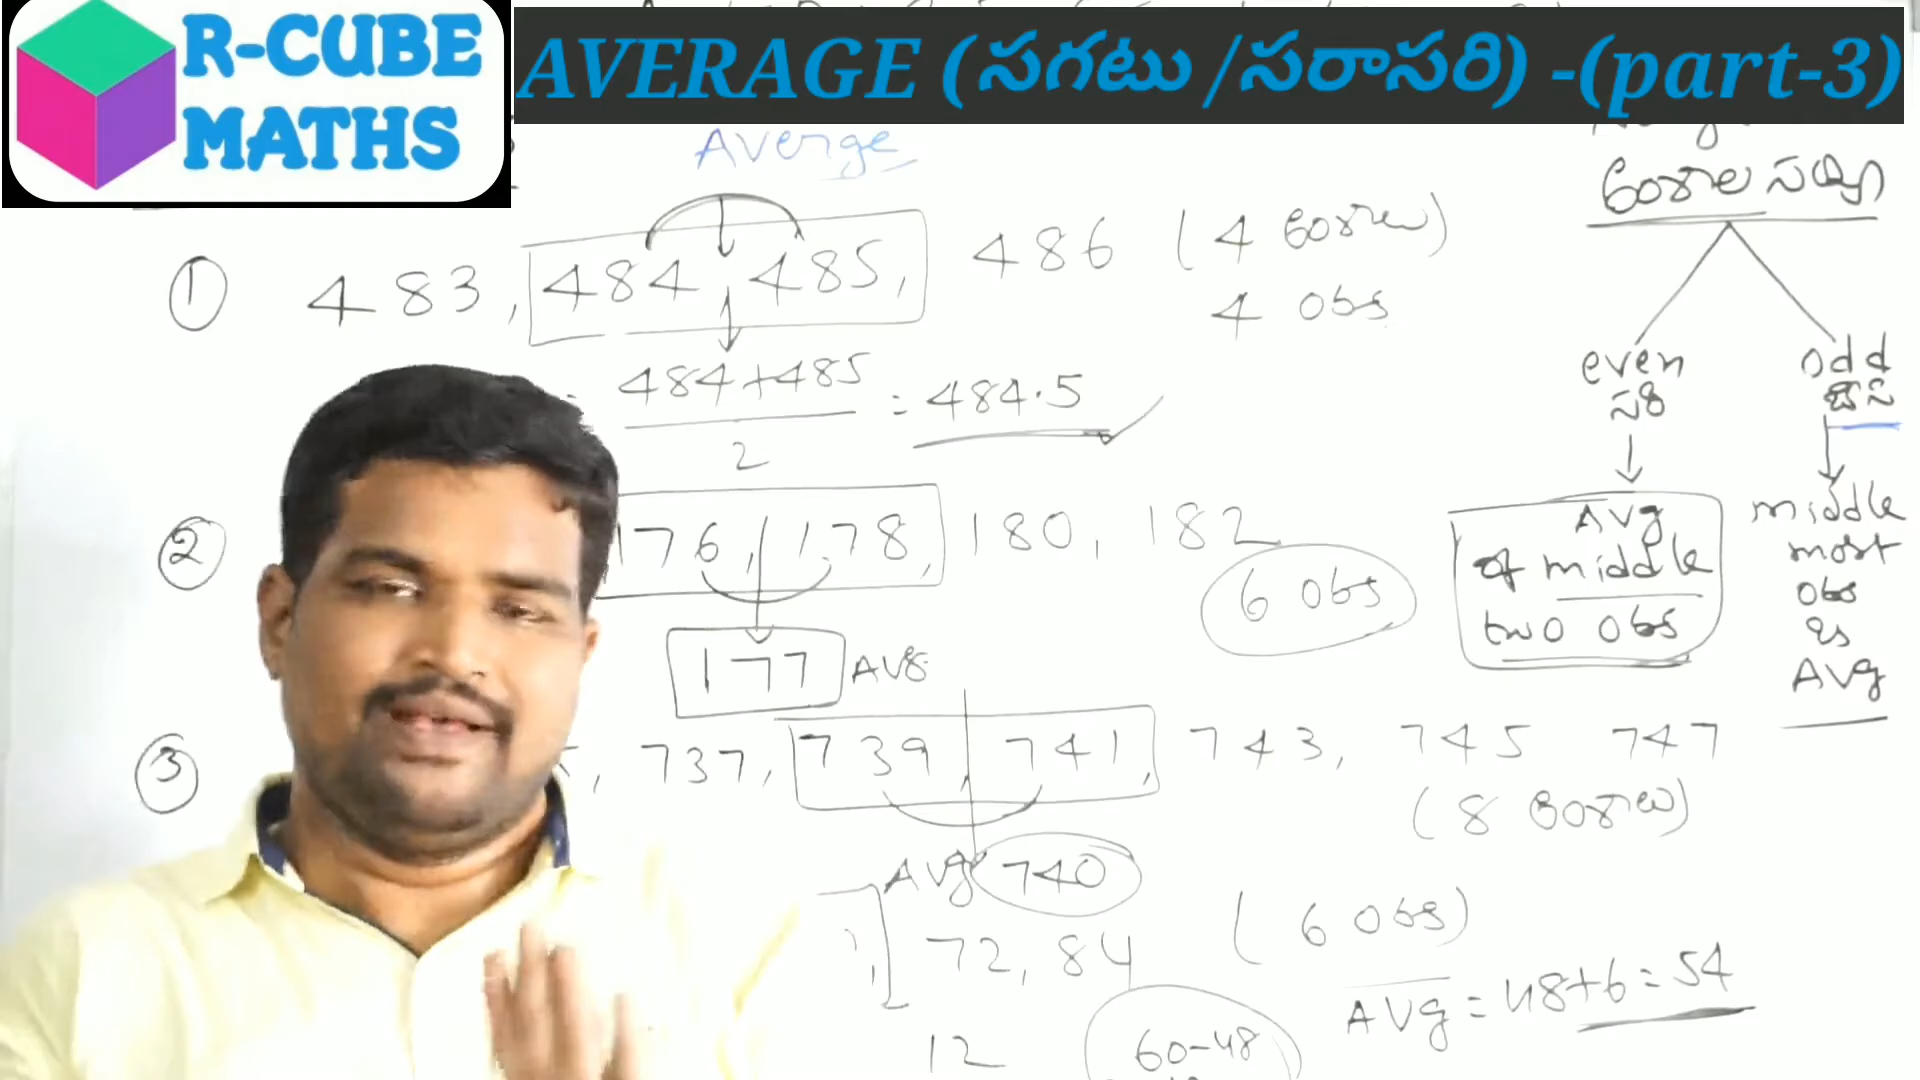 R-CUBE
MATHS
AVERAGE (సగటు /సరాసరి) -(part-3)
Averge
అంశాల సంఖ్య
① 483, 484, 485, 486 (4 అంశాలు)
4 obs
484+485
= 484.5
2
even
సరి
odd
బేసి
Avg
of middle
two obs
middle
most
obs
is
Avg
② 176, 178, 180, 182
6 obs
177 AVG
③ 737, 739, 741, 743, 745 747
(8 అంశాలు)
Avg 740
72, 84 (6 obs)
Avg = 48+6=54
12
60-48